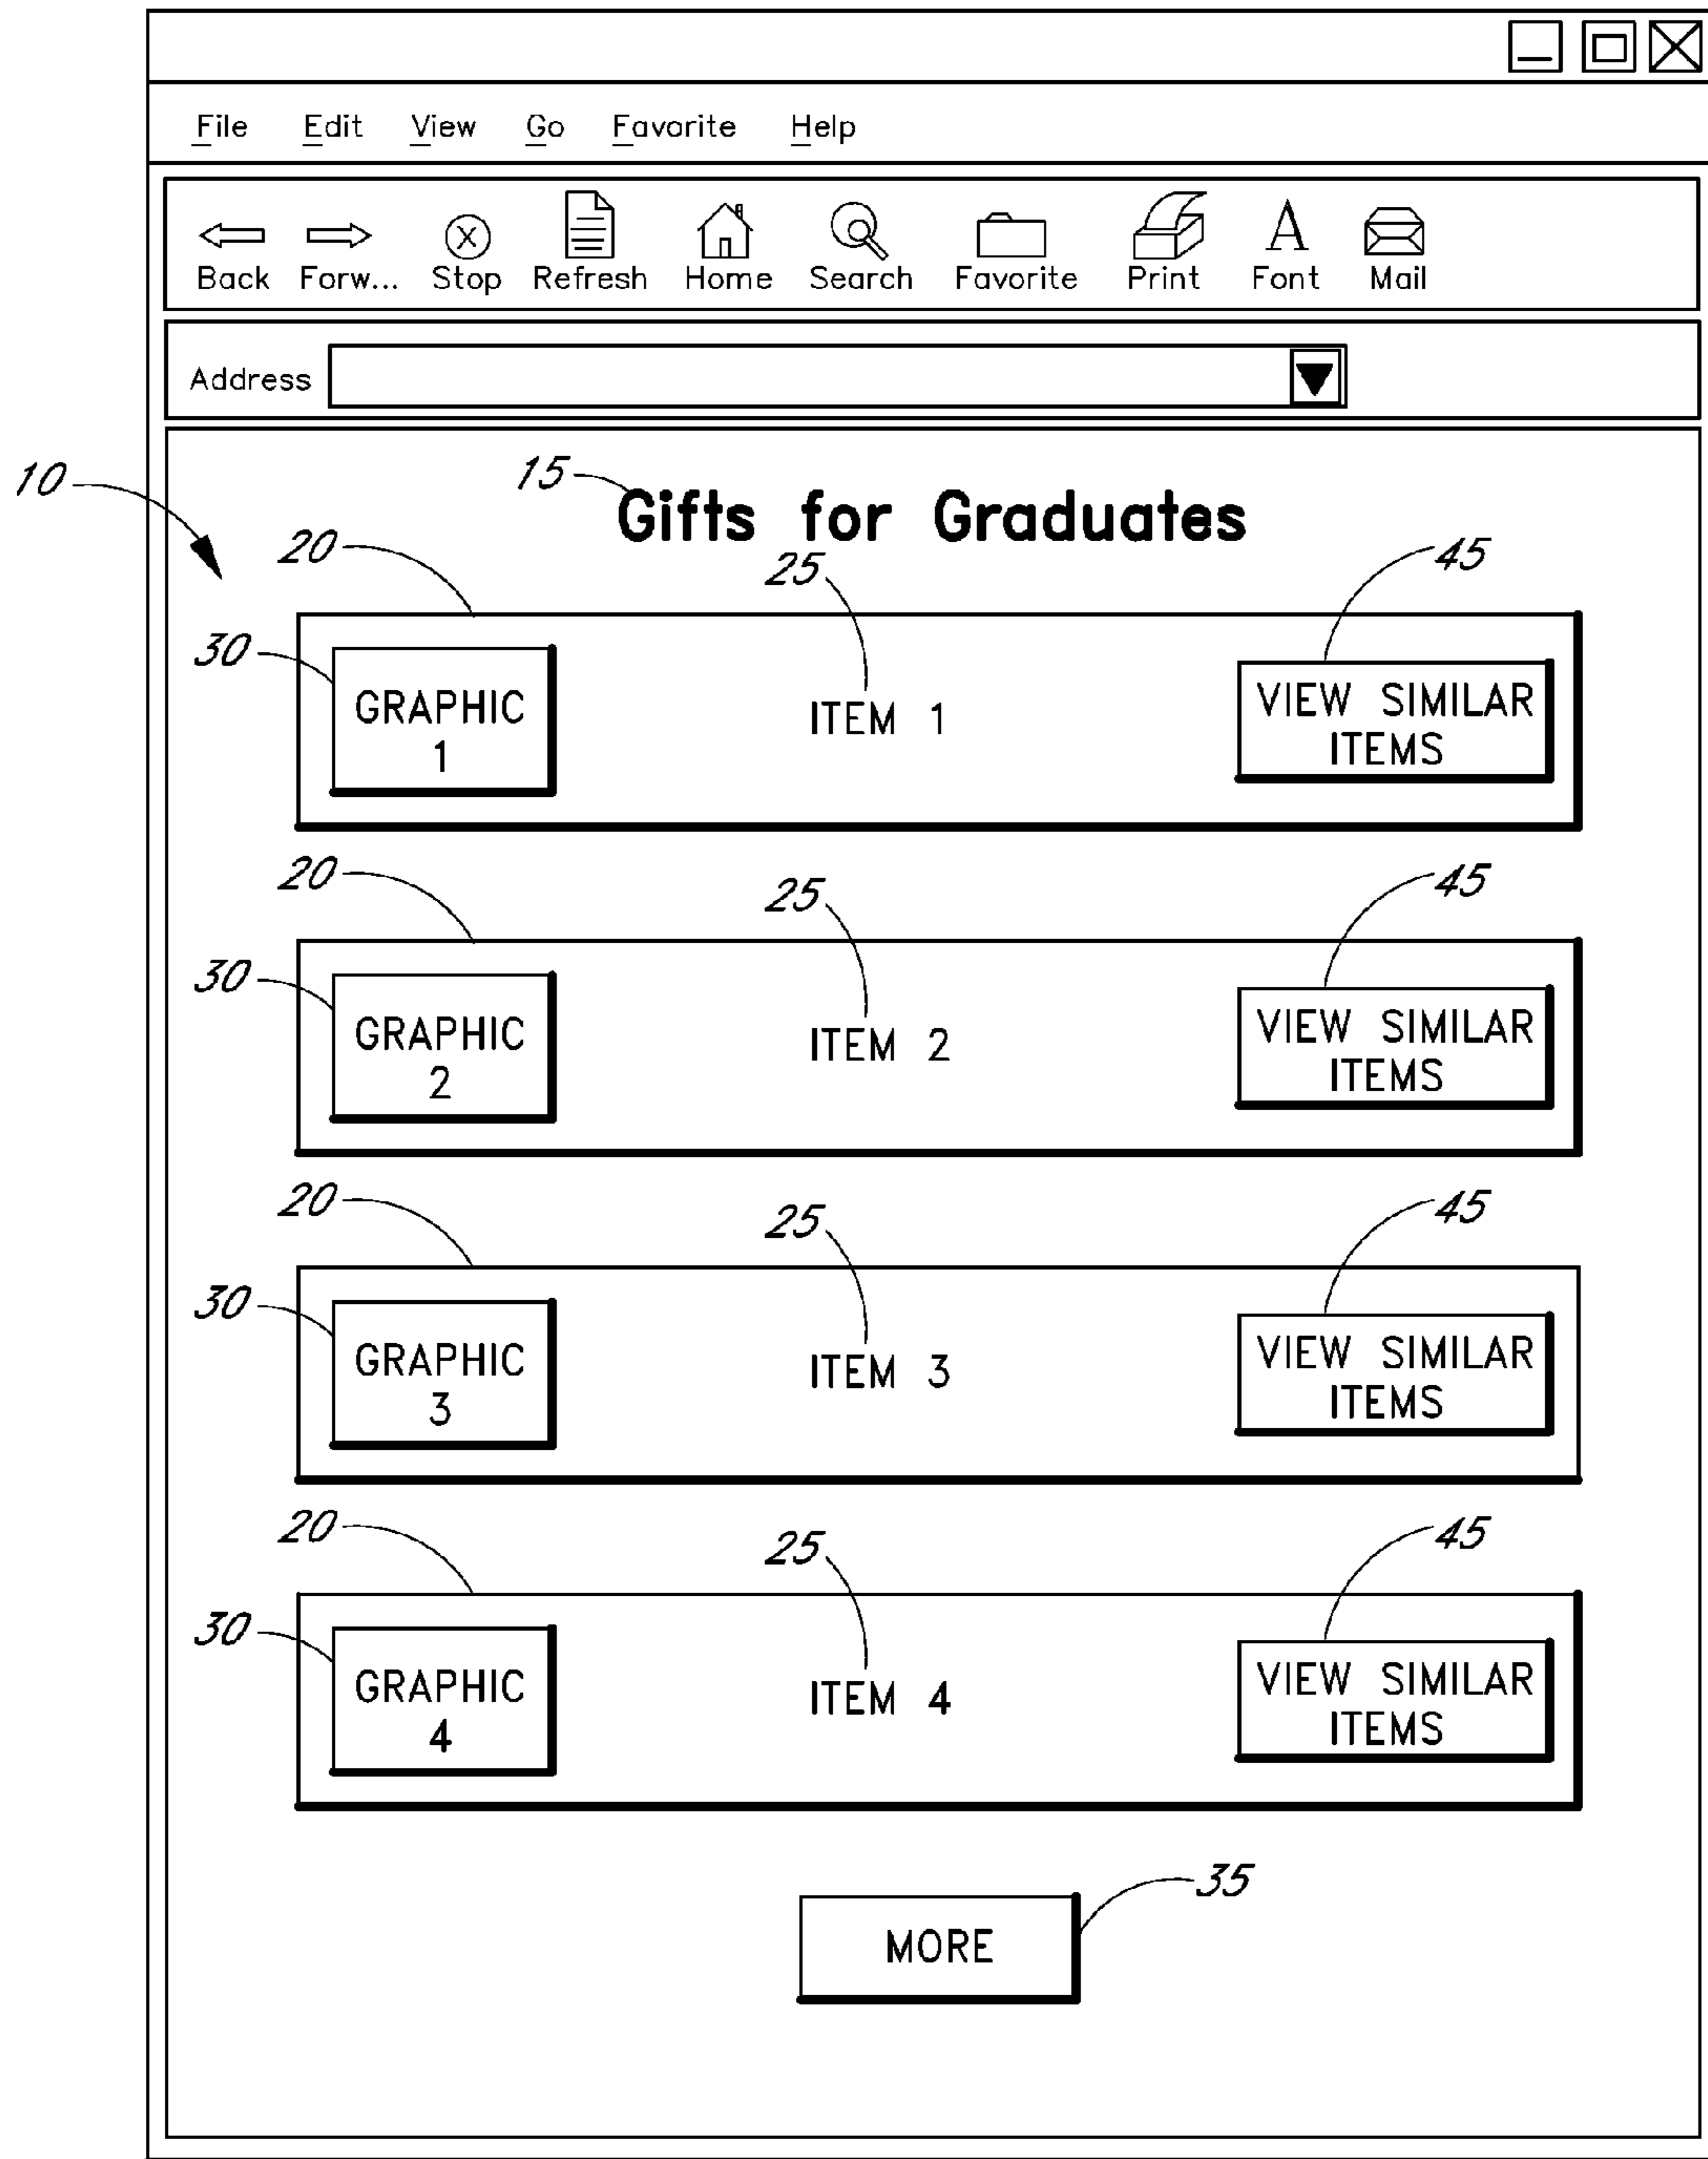 File Edit View Go Favorite Help
Back Forw... Stop Refresh Home Search Favorite Print Font Mail
Address
10
15
Gifts for Graduates
20
25
45
30
GRAPHIC
1
ITEM 1
VIEW SIMILAR
ITEMS
20
25
45
30
GRAPHIC
2
ITEM 2
VIEW SIMILAR
ITEMS
20
25
45
30
GRAPHIC
3
ITEM 3
VIEW SIMILAR
ITEMS
20
25
45
30
GRAPHIC
4
ITEM 4
VIEW SIMILAR
ITEMS
35
MORE